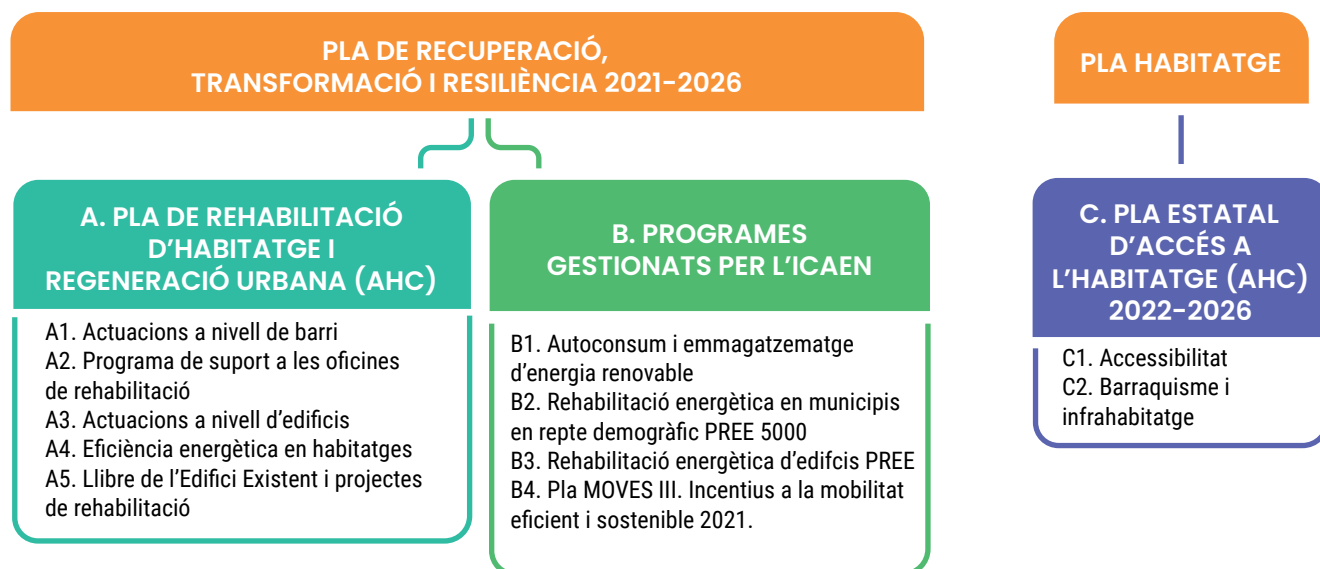 PLA DE RECUPERACIÓ,
TRANSFORMACIÓ I RESILIÈNCIA 2021-2026
A. PLA DE REHABILITACIÓ
D'HABITATGE I
REGENERACIÓ URBANA (AHC)
A1. Actuacions a nivell de barri
A2. Programa de suport a les oficines
de rehabilitació
A3. Actuacions a nivell d'edificis
A4. Eficiència energètica en habitatges
A5. Llibre de l'Edifici Existent i projectes
de rehabilitació
B. PROGRAMES
GESTIONATS PER L'ICAEN
B1. Autoconsum i emmagatzematge
d'energia renovable
B2. Rehabilitació energètica en municipis
en repte demogràfic PREE 5000
B3. Rehabilitació energètica d'edifcis PREE
B4. Pla MOVES III. Incentius a la mobilitat
eficient i sostenible 2021.
PLA HABITATGE
C. PLA ESTATAL
D'ACCÉS A
L'HABITATGE (AHC)
2022-2026
C1. Accessibilitat
C2. Barraquisme i
infrahabitatge